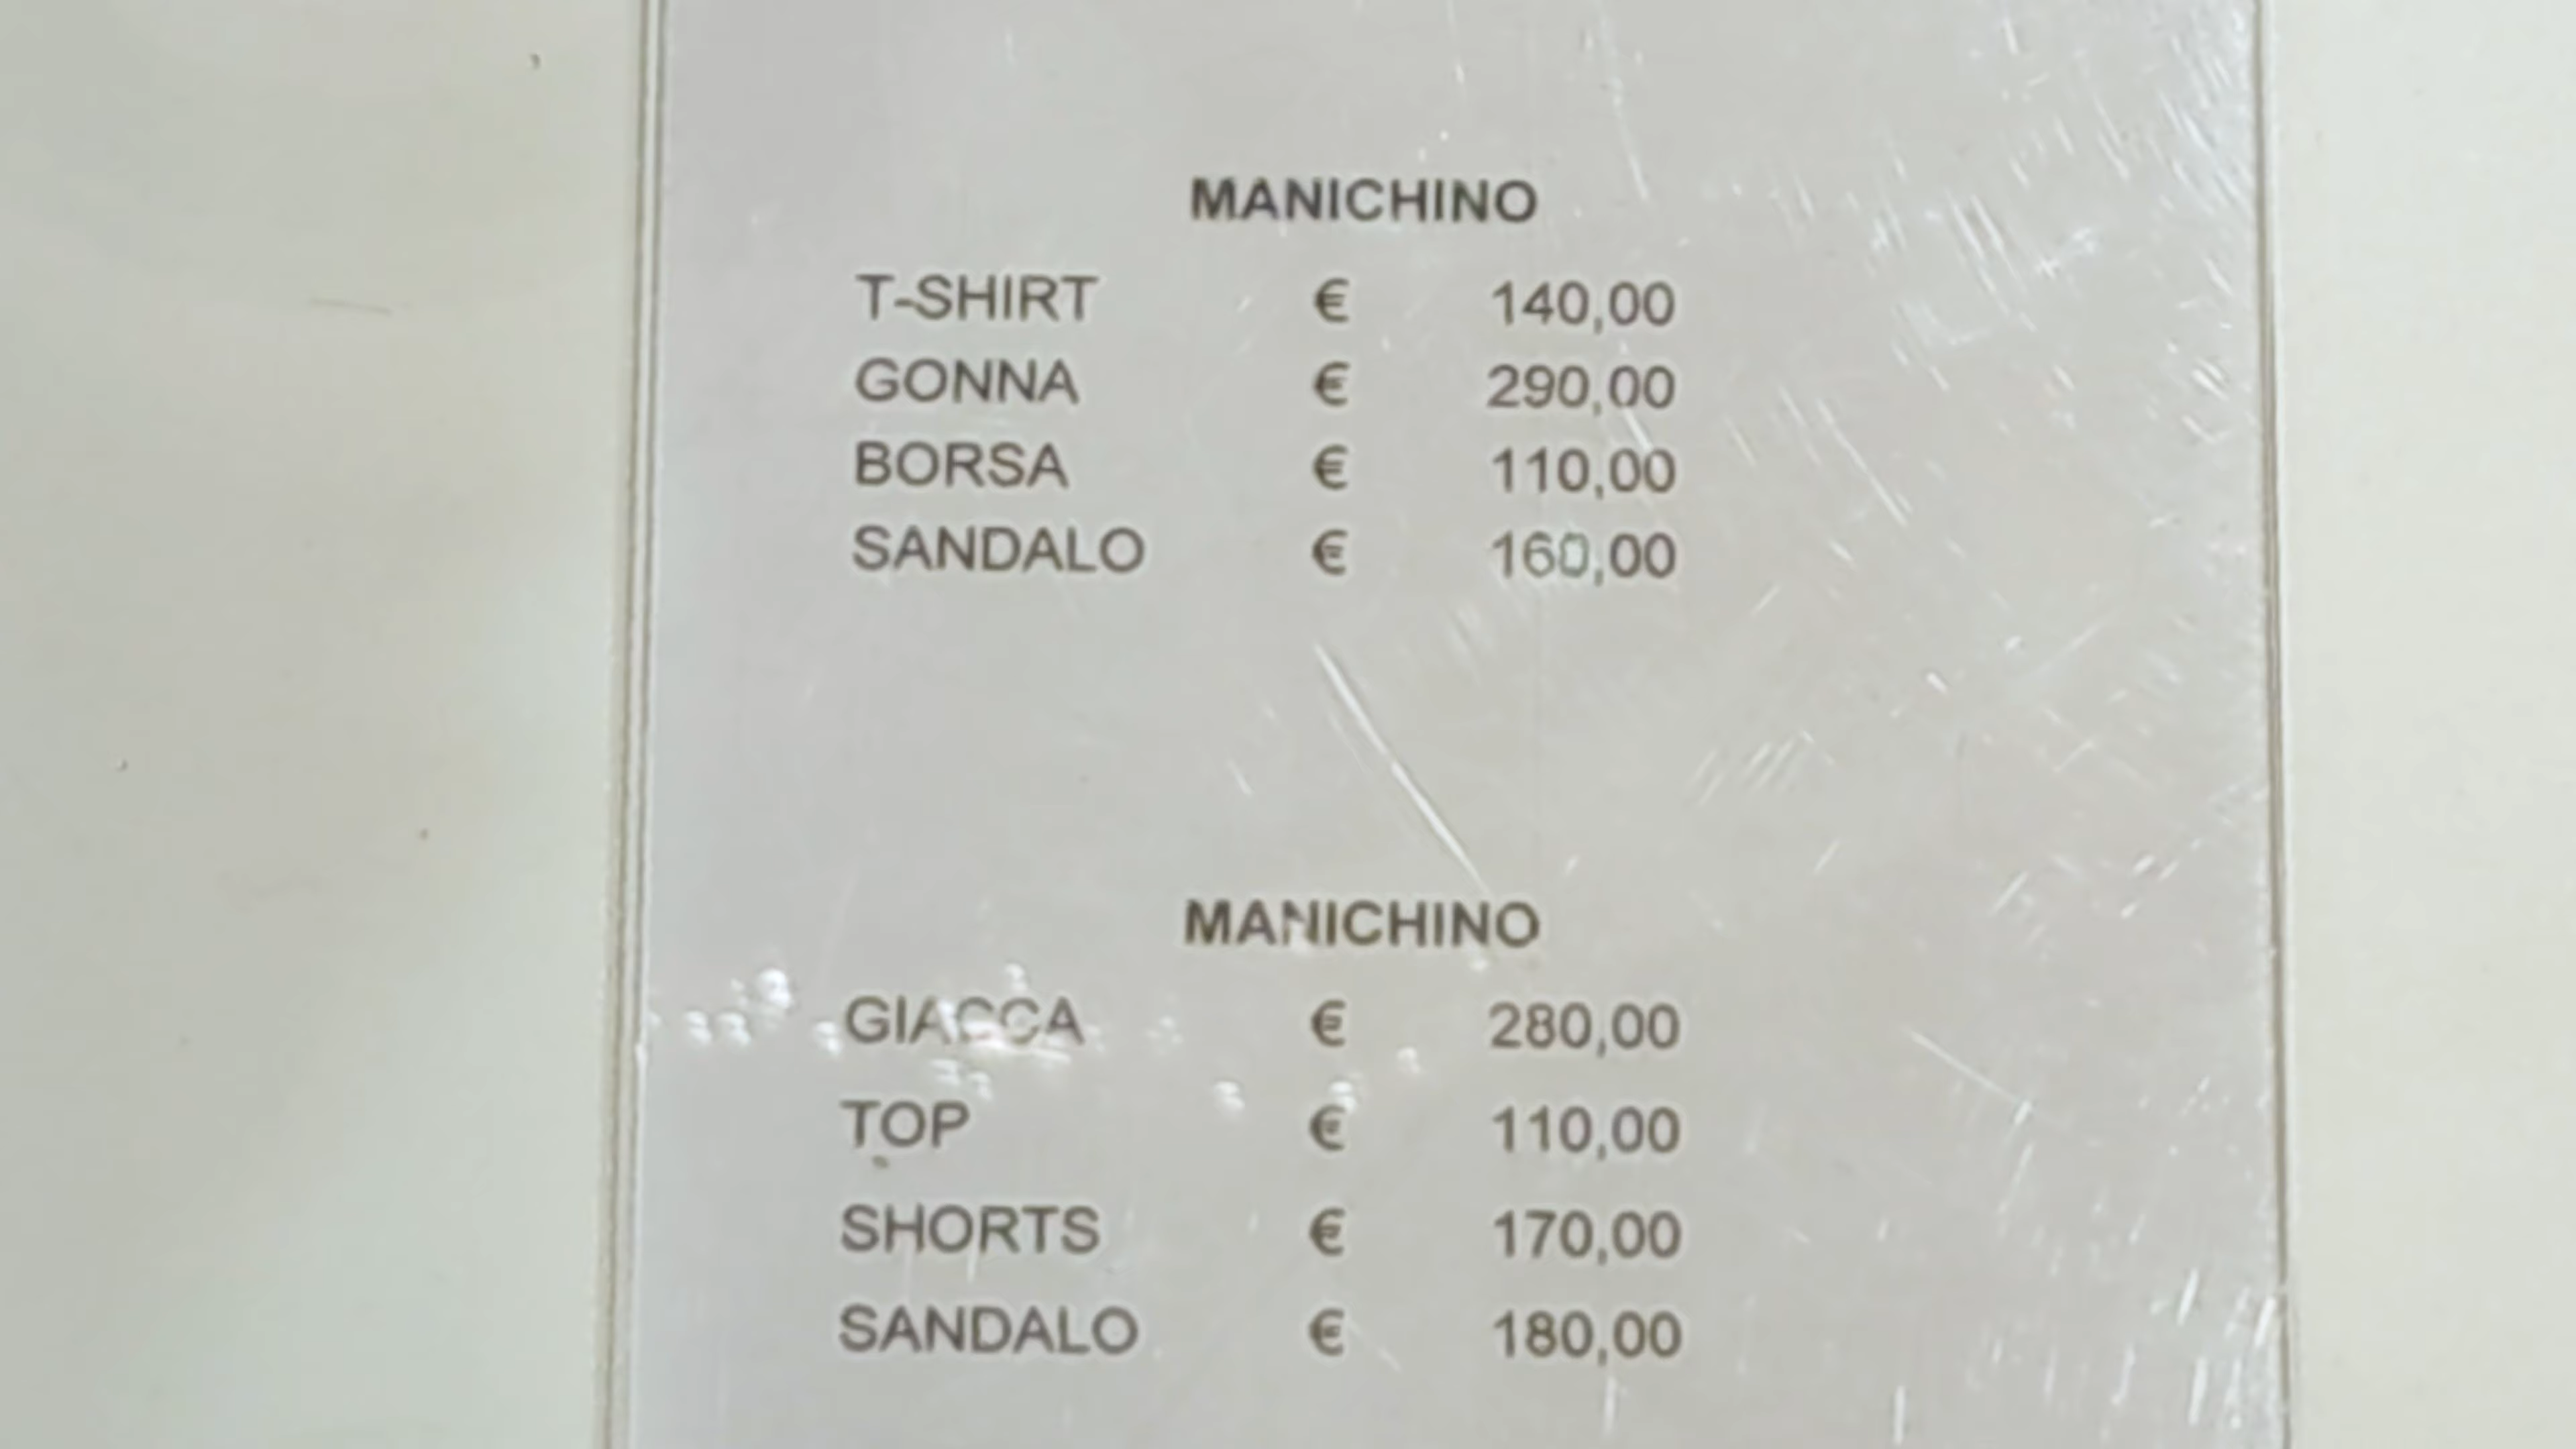 MANICHINO
T-SHIRT € 140,00
GONNA € 290,00
BORSA € 110,00
SANDALO € 160,00
MANICHINO
GIACCA € 280,00
TOP € 110,00
SHORTS € 170,00
SANDALO € 180,00